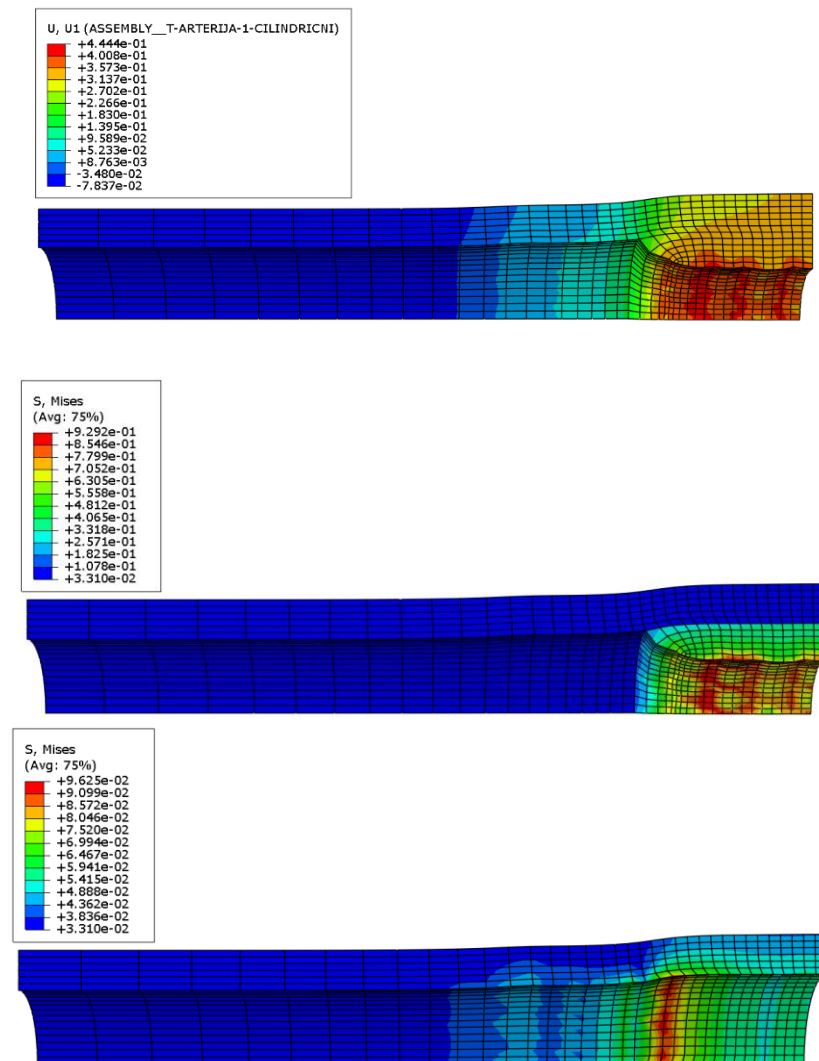 U, U1 (ASSEMBLY__T-ARTERIJA-1-CILINDRICNI)
+4.444e-01
+4.008e-01
+3.573e-01
+3.137e-01
+2.702e-01
+2.266e-01
+1.830e-01
+1.395e-01
+9.589e-02
+5.233e-02
+8.763e-03
-3.480e-02
-7.837e-02
S, Mises
(Avg: 75%)
+9.292e-01
+8.546e-01
+7.799e-01
+7.052e-01
+6.305e-01
+5.558e-01
+4.812e-01
+4.065e-01
+3.318e-01
+2.571e-01
+1.825e-01
+1.078e-01
+3.310e-02
S, Mises
(Avg: 75%)
+9.625e-02
+9.099e-02
+8.572e-02
+8.046e-02
+7.520e-02
+6.994e-02
+6.467e-02
+5.941e-02
+5.415e-02
+4.888e-02
+4.362e-02
+3.836e-02
+3.310e-02